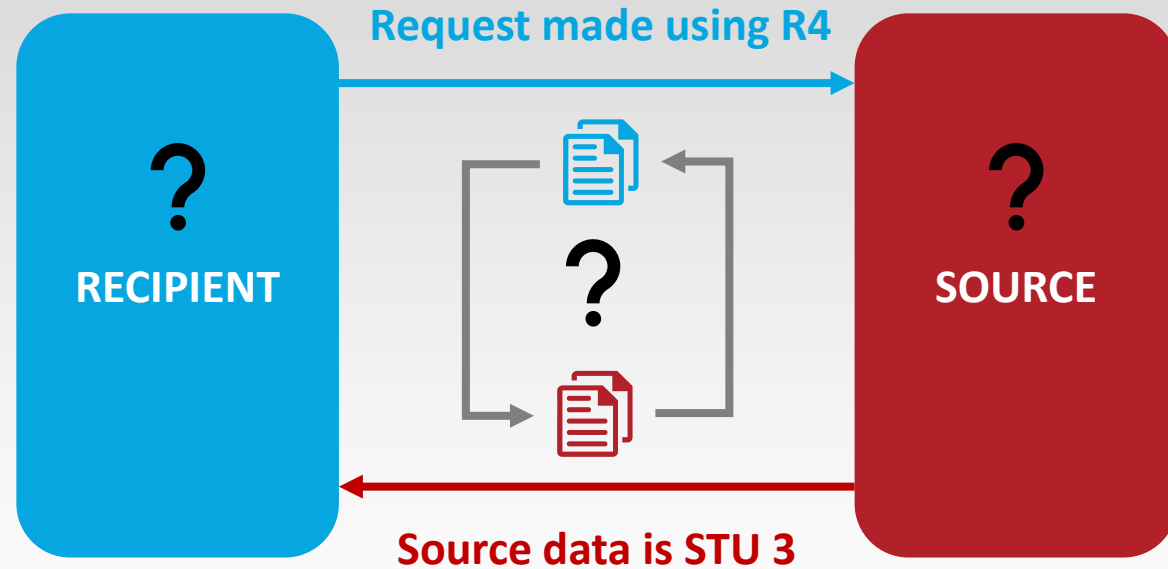 Request made using R4
?
RECIPIENT
?
?
SOURCE
Source data is STU 3